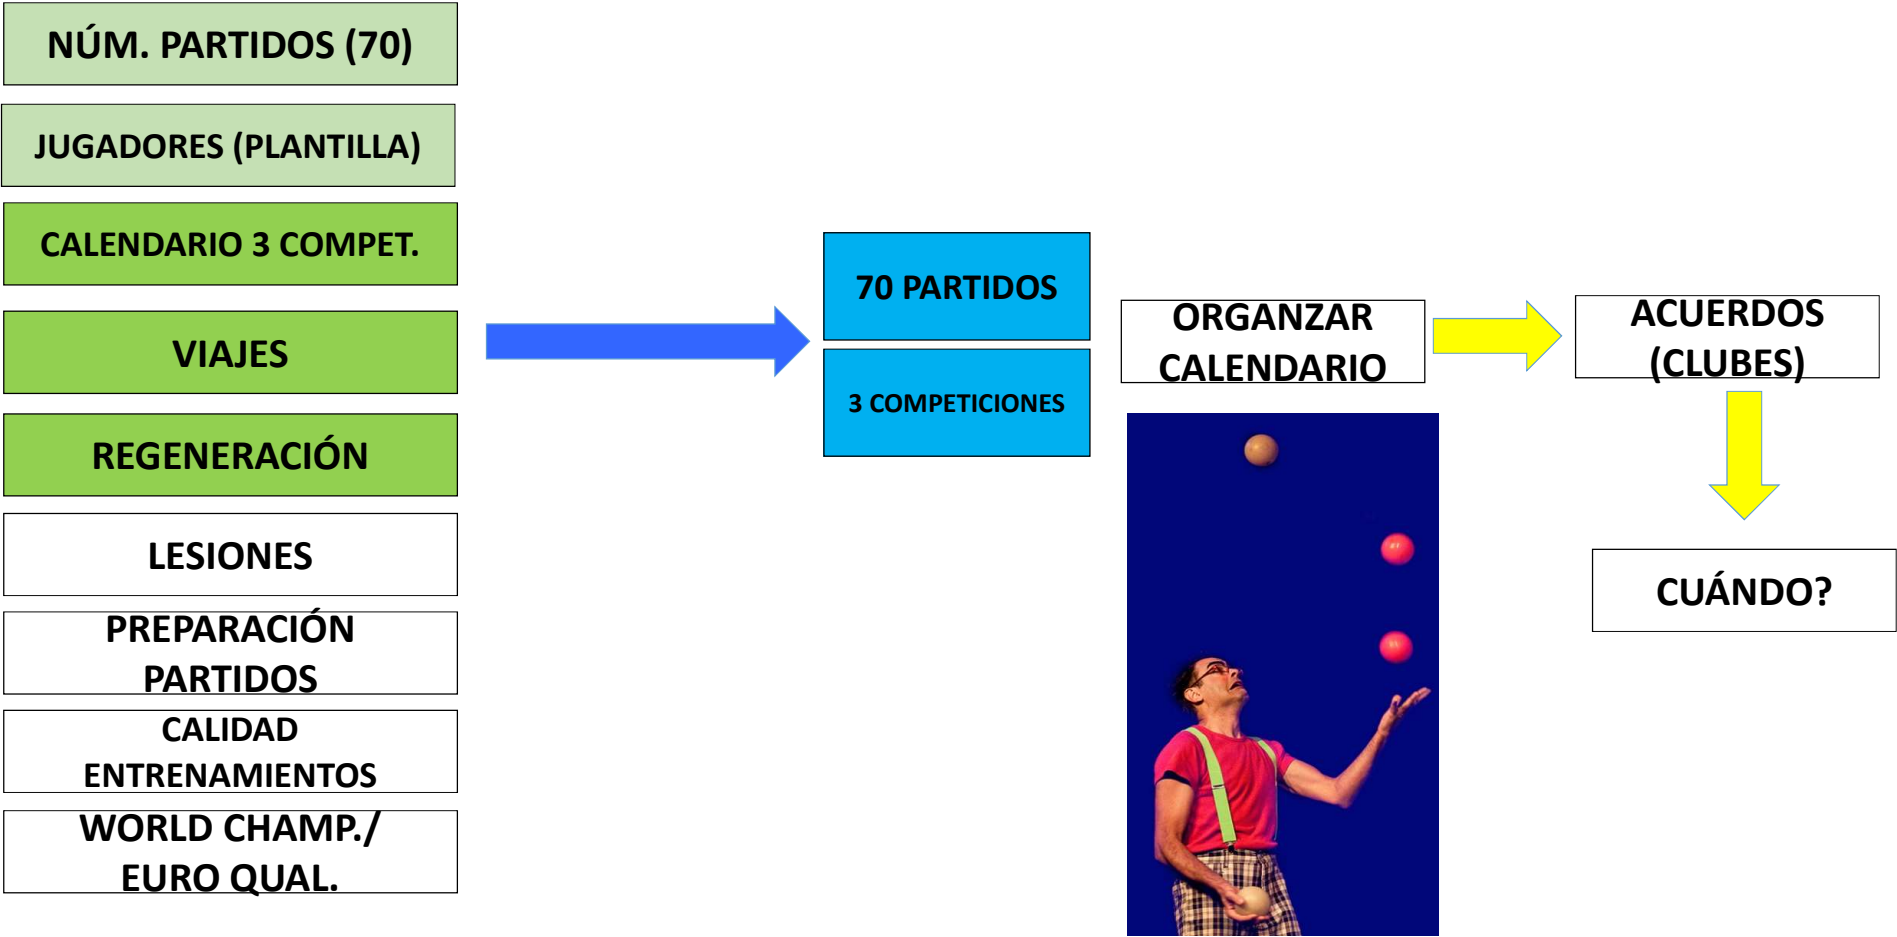 NÚM. PARTIDOS (70)
JUGADORES (PLANTILLA)
CALENDARIO 3 COMPET.
VIAJES
REGENERACIÓN
LESIONES
PREPARACIÓN
PARTIDOS
CALIDAD
ENTRENAMIENTOS
WORLD CHAMP./
EURO QUAL.
70 PARTIDOS
3 COMPETICIONES
ORGANZAR
CALENDARIO
ACUERDOS
(CLUBES)
CUÁNDO?